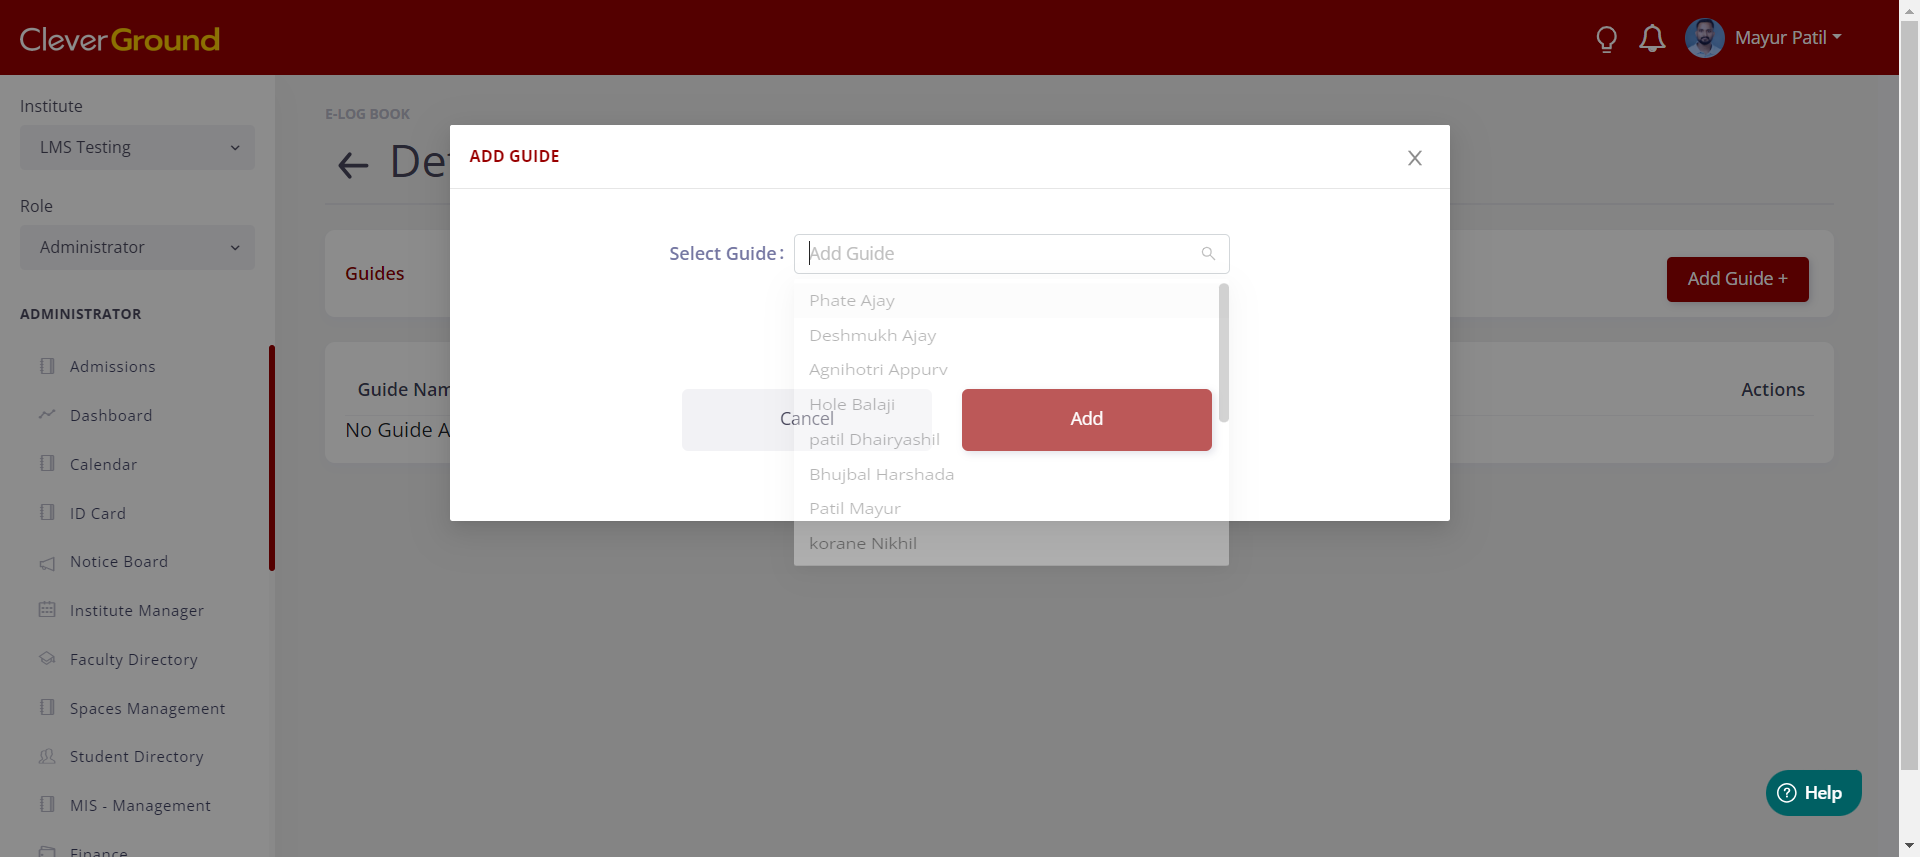 CleverGround
Mayur Patil
Institute
LMS Testing
Role
Administrator
ADMINISTRATOR
Admissions
Dashboard
Calendar
ID Card
Notice Board
Institute Manager
Faculty Directory
Spaces Management
Student Directory
MIS - Management
Finance
E-LOG BOOK
Guides
Add Guide +
Actions
No Guide
ADD GUIDE
X
Select Guide :
Add Guide
Phate Ajay
Deshmukh Ajay
Agnihotri Appurv
Hole Balaji
patil Dhairyashil
Bhujbal Harshada
Patil Mayur
korane Nikhil
Cancel
Add
Help